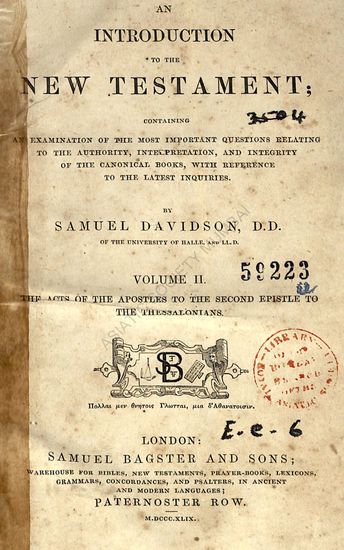 AN
INTRODUCTION
TO THE
NEW TESTAMENT;
CONTAINING
3504
AN EXAMINATION OF THE MOST IMPORTANT QUESTIONS RELATING
TO THE AUTHORITY, INTERPRETATION, AND INTEGRITY
OF THE CANONICAL BOOKS, WITH REFERENCE
TO THE LATEST INQUIRIES.
BY
SAMUEL DAVIDSON, D.D.
OF THE UNIVERSITY OF HALLE, AND LL.D.
VOLUME II.
59223
THE ACTS OF THE APOSTLES TO THE SECOND EPISTLE TO
THE THESSALONIANS.
SB
Πολλαι μεν θνητοις Γλωτται, μια δ'Αθανατοισιν.
E.e-6
LONDON:
SAMUEL BAGSTER AND SONS;
WAREHOUSE FOR BIBLES, NEW TESTAMENTS, PRAYER-BOOKS, LEXICONS,
GRAMMARS, CONCORDANCES, AND PSALTERS, IN ANCIENT
AND MODERN LANGUAGES;
PATERNOSTER ROW.
M.DCCC.XLIX.